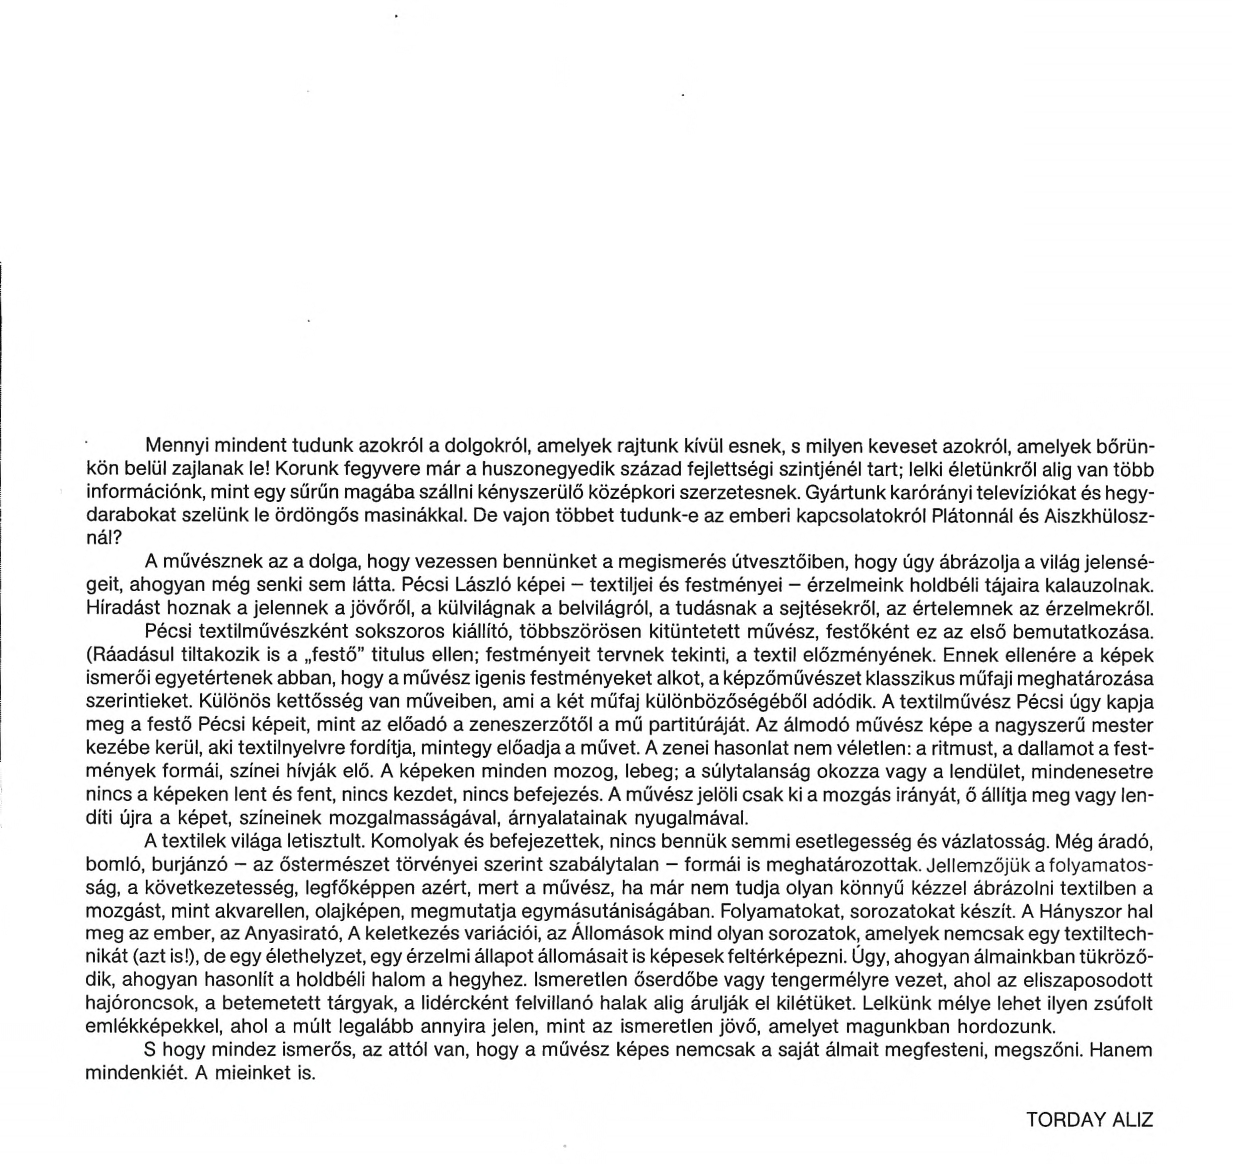 Mennyi mindent tudunk azokról a dolgokról, amelyek rajtunk kívül esnek, s milyen keveset azokról, amelyek bőrün-
kön belül zajlanak le! Korunk fegyvere már a huszonegyedik század fejlettségi szintjénél tart; lelki életünkről alig van több
információnk, mint egy sűrűn magába szállni kényszerülő középkori szerzetesnek. Gyártunk karórányi televíziókat és hegy-
darabokat szelünk le ördöngős masinákkal. De vajon többet tudunk-e az emberi kapcsolatokról Plátonnál és Aiszkhülosz-
nál?
A művésznek az a dolga, hogy vezessen bennünket a megismerés útvesztőiben, hogy úgy ábrázolja a világ jelensé-
geit, ahogyan még senki sem látta. Pécsi László képei – textiljei és festményei – érzelmeink holdbéli tájaira kalauzolnak.
Híradást hoznak a jelennek a jövőről, a külvilágnak a belvilágról, a tudásnak a sejtésekről, az értelemnek az érzelmekről.
Pécsi textilművészként sokszoros kiállító, többszörösen kitüntetett művész, festőként ez az első bemutatkozása.
(Ráadásul tiltakozik is a „festő” titulus ellen; festményeit tervnek tekinti, a textil előzményének. Ennek ellenére a képek
ismerői egyetértenek abban, hogy a művész igenis festményeket alkot, a képzőművészet klasszikus műfaji meghatározása
szerintieket. Különös kettősség van műveiben, ami a két műfaj különbözőségéből adódik. A textilművész Pécsi úgy kapja
meg a festő Pécsi képeit, mint az előadó a zeneszerzőtől a mű partitúráját. Az álmodó művész képe a nagyszerű mester
kezébe kerül, aki textilnyelvre fordítja, mintegy előadja a művet. A zenei hasonlat nem véletlen: a ritmust, a dallamot a fest-
mények formái, színei hívják elő. A képeken minden mozog, lebeg; a súlytalanság okozza vagy a lendület, mindenesetre
nincs a képeken lent és fent, nincs kezdet, nincs befejezés. A művész jelöli csak ki a mozgás irányát, ő állítja meg vagy len-
díti újra a képet, színeinek mozgalmasságával, árnyalatainak nyugalmával.
A textilek világa letisztult. Komolyak és befejezettek, nincs bennük semmi esetlegesség és vázlatosság. Még áradó,
bomló, burjánzó – az őstermészet törvényei szerint szabálytalan – formái is meghatározottak. Jellemzőjük a folyamatos-
ság, a következetesség, legfőképpen azért, mert a művész, ha már nem tudja olyan könnyű kézzel ábrázolni textilben a
mozgást, mint akvarellen, olajképen, megmutatja egymásutániságában. Folyamatokat, sorozatokat készít. A Hányszor hal
meg az ember, az Anyasirató, A keletkezés variációi, az Állomások mind olyan sorozatok, amelyek nemcsak egy textiltech-
nikát (azt is!), de egy élethelyzet, egy érzelmi állapot állomásait is képesek feltérképezni. Úgy, ahogyan álmainkban tükröző-
dik, ahogyan hasonlít a holdbéli halom a hegyhez. Ismeretlen őserdőbe vagy tengermélyre vezet, ahol az eliszaposodott
hajóroncsok, a betemetett tárgyak, a lidércként felvillanó halak alig árulják el kilétüket. Lelkünk mélye lehet ilyen zsúfolt
emlékképekkel, ahol a múlt legalább annyira jelen, mint az ismeretlen jövő, amelyet magunkban hordozunk.
S hogy mindez ismerős, az attól van, hogy a művész képes nemcsak a saját álmait megfesteni, megszőni. Hanem
mindenkiét. A mieinket is.
TORDAY ALIZ